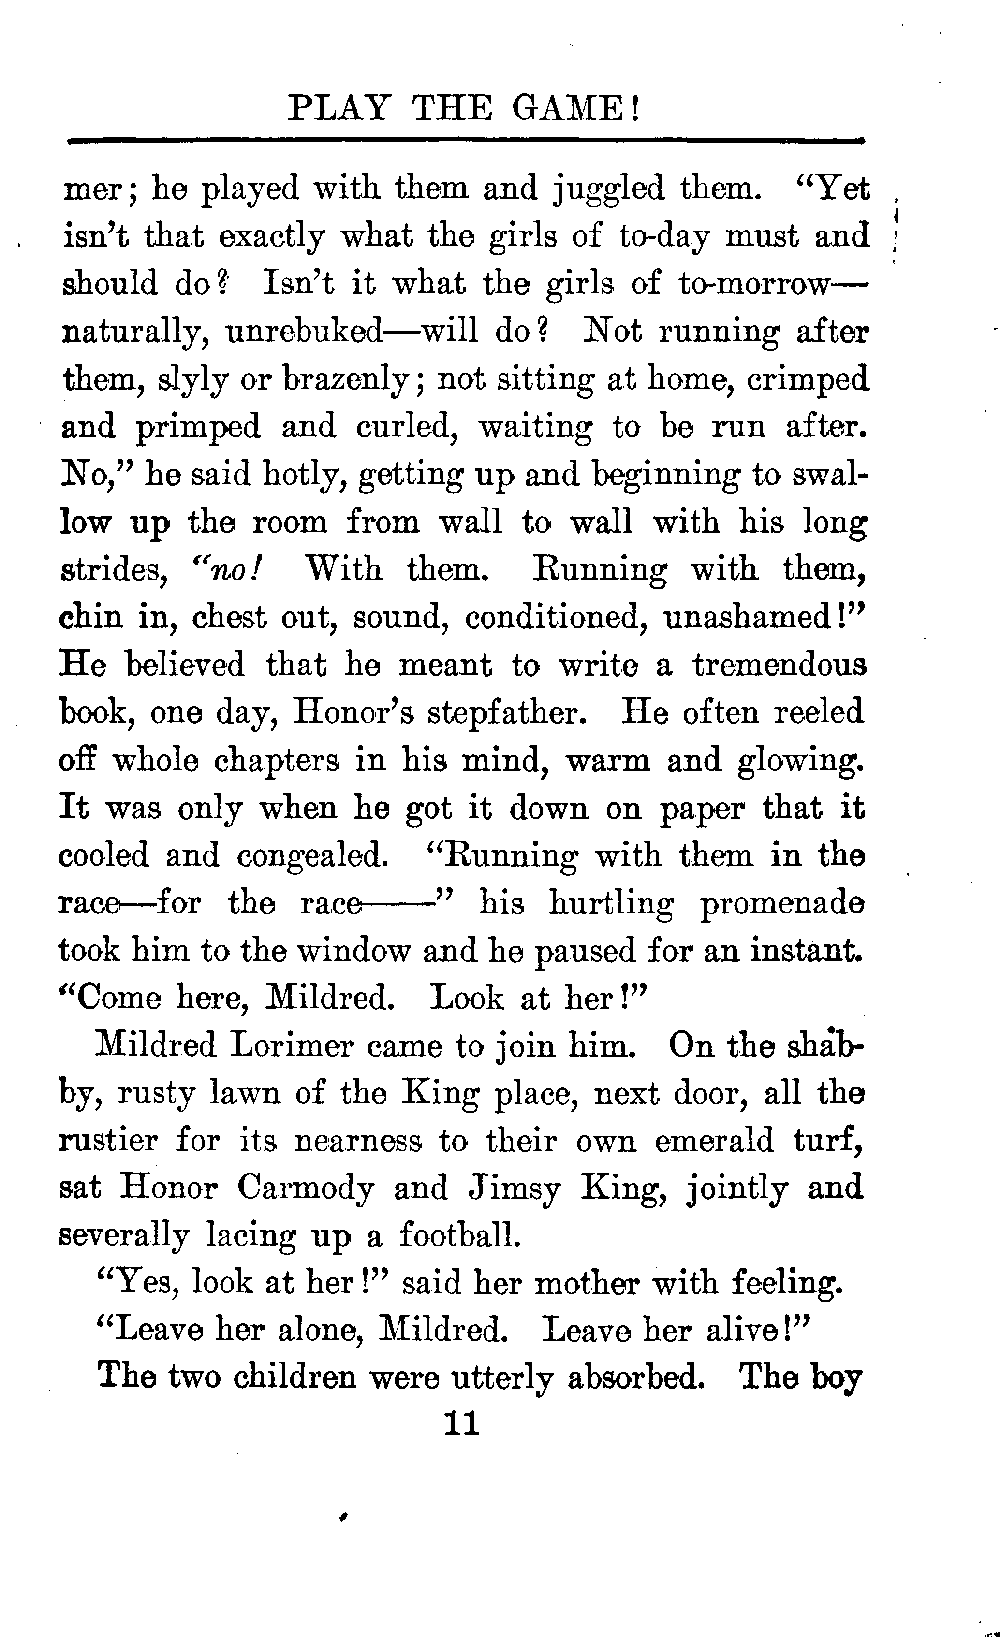 PLAY THE GAME!
mer; he played with them and juggled them. "Yet
isn't that exactly what the girls of to-day must and
should do? Isn't it what the girls of to-morrow—
naturally, unrebuked—will do? Not running after
them, slyly or brazenly; not sitting at home, crimped
and primped and curled, waiting to be run after.
No," he said hotly, getting up and beginning to swal-
low up the room from wall to wall with his long
strides, "no! With them. Running with them,
chin in, chest out, sound, conditioned, unashamed!"
He believed that he meant to write a tremendous
book, one day, Honor's stepfather. He often reeled
off whole chapters in his mind, warm and glowing.
It was only when he got it down on paper that it
cooled and congealed. "Running with them in the
race—for the race——" his hurtling promenade
took him to the window and he paused for an instant.
"Come here, Mildred. Look at her!"
Mildred Lorimer came to join him. On the shab-
by, rusty lawn of the King place, next door, all the
rustier for its nearness to their own emerald turf,
sat Honor Carmody and Jimsy King, jointly and
severally lacing up a football.
"Yes, look at her!" said her mother with feeling.
"Leave her alone, Mildred. Leave her alive!"
The two children were utterly absorbed. The boy
11